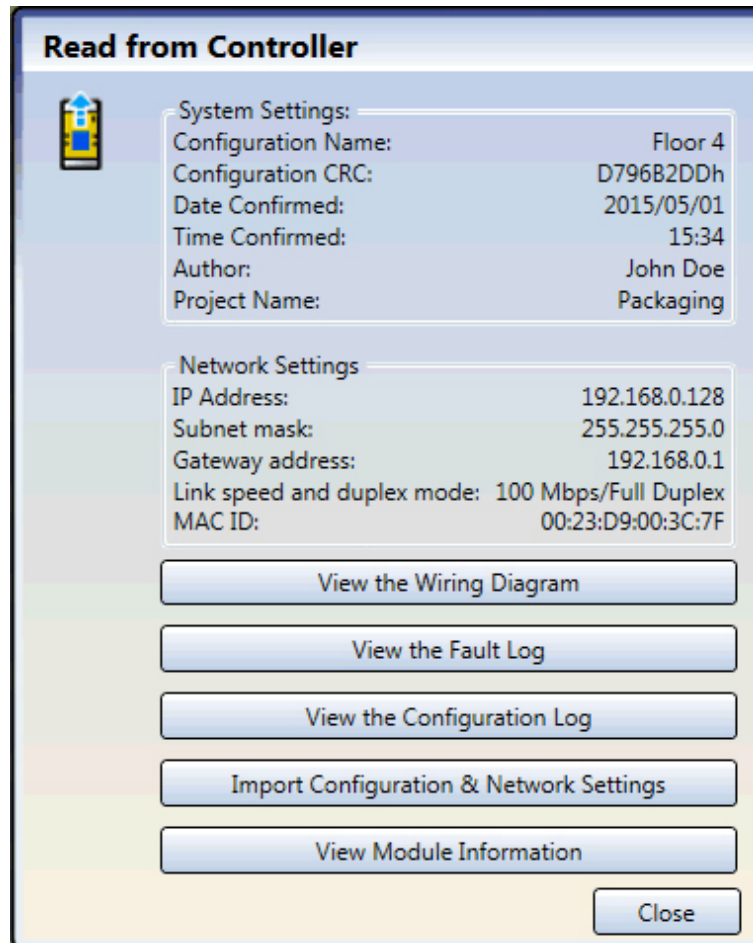 Read from Controller
System Settings:
Configuration Name: Floor 4
Configuration CRC: D796B2DDh
Date Confirmed: 2015/05/01
Time Confirmed: 15:34
Author: John Doe
Project Name: Packaging
Network Settings
IP Address: 192.168.0.128
Subnet mask: 255.255.255.0
Gateway address: 192.168.0.1
Link speed and duplex mode: 100 Mbps/Full Duplex
MAC ID: 00:23:D9:00:3C:7F
View the Wiring Diagram
View the Fault Log
View the Configuration Log
Import Configuration & Network Settings
View Module Information
Close